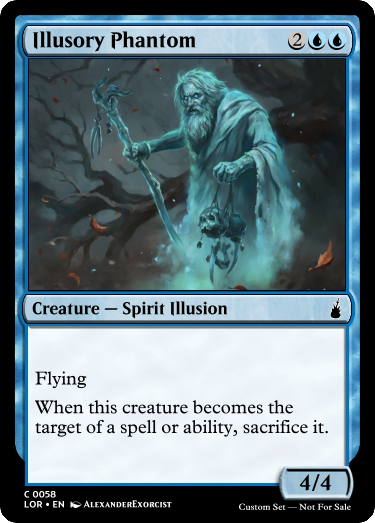 Illusory Phantom 2
Creature — Spirit Illusion
Flying
When this creature becomes the
target of a spell or ability, sacrifice it.
4/4
C 0058
LOR • EN AlexanderExorcist
Custom Set — Not For Sale